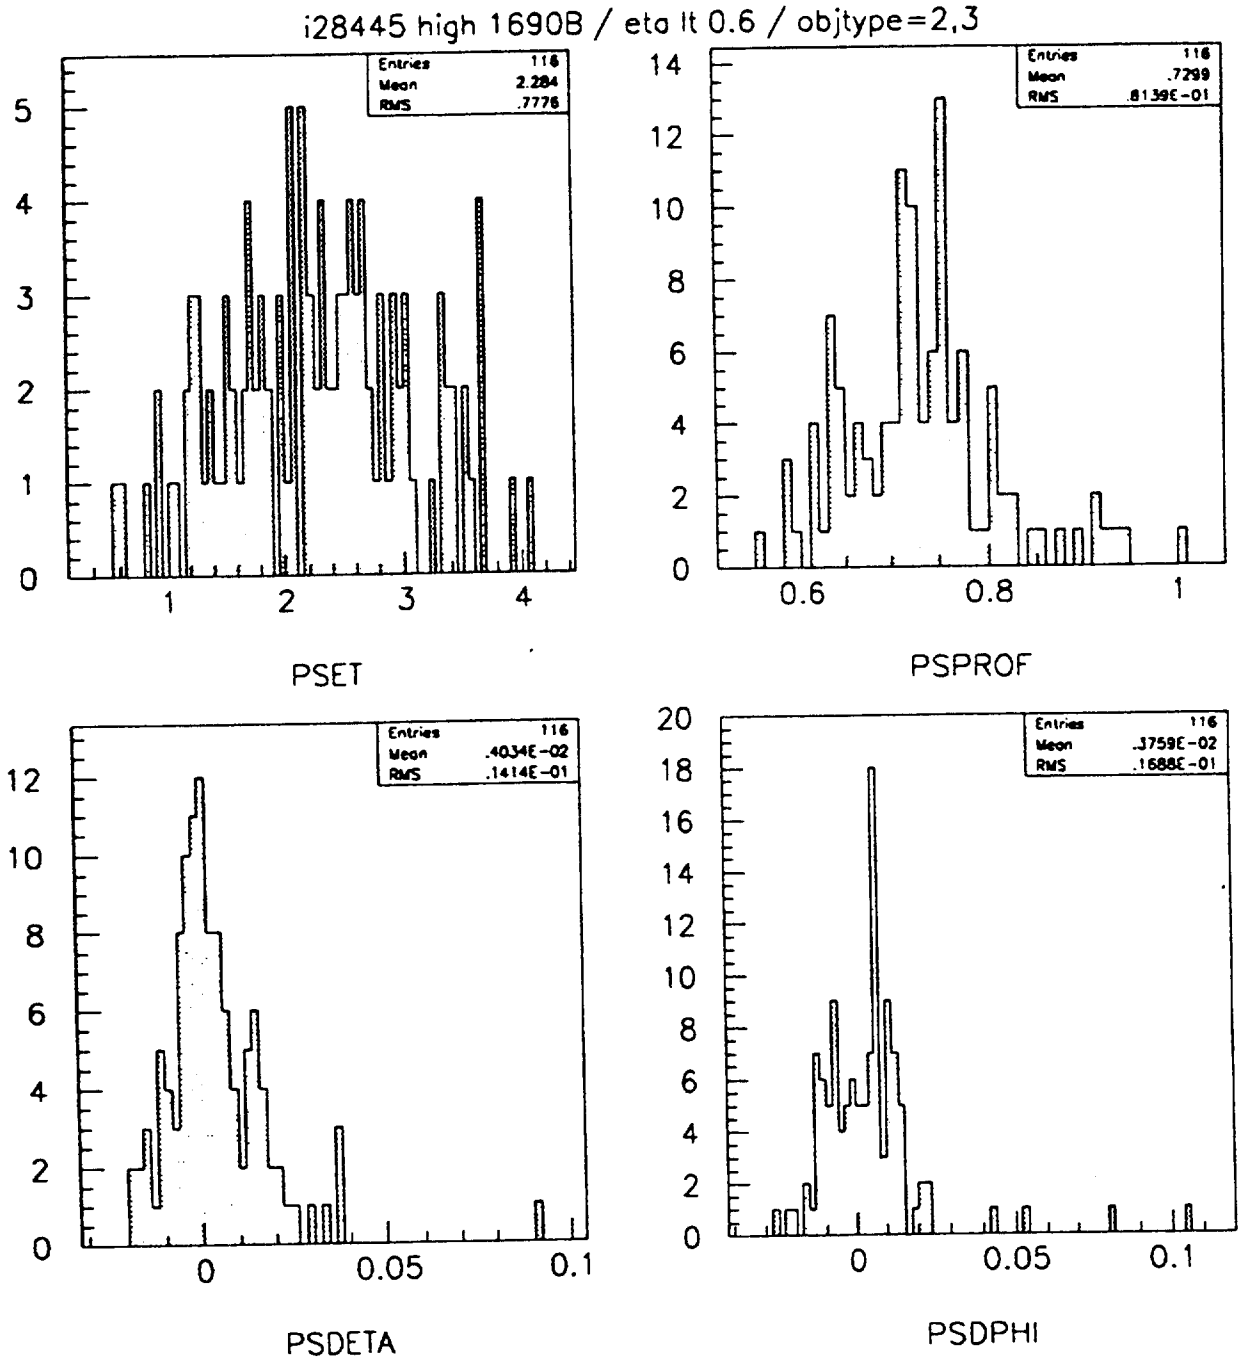 i28445 high 1690B / eta lt 0.6 / objtype=2,3
Entries 116
Mean 2.284
RMS .7776
5
4
3
2
1
0
1 2 3 4
PSET
Entries 116
Mean .7299
RMS .8139E-01
14
12
10
8
6
4
2
0
0.6 0.8 1
PSPROF
Entries 116
Mean .4034E-02
RMS .1414E-01
12
10
8
6
4
2
0
0 0.05 0.1
PSDETA
Entries 116
Mean .3759E-02
RMS .1688E-01
20
18
16
14
12
10
8
6
4
2
0
0 0.05 0.1
PSDPHI